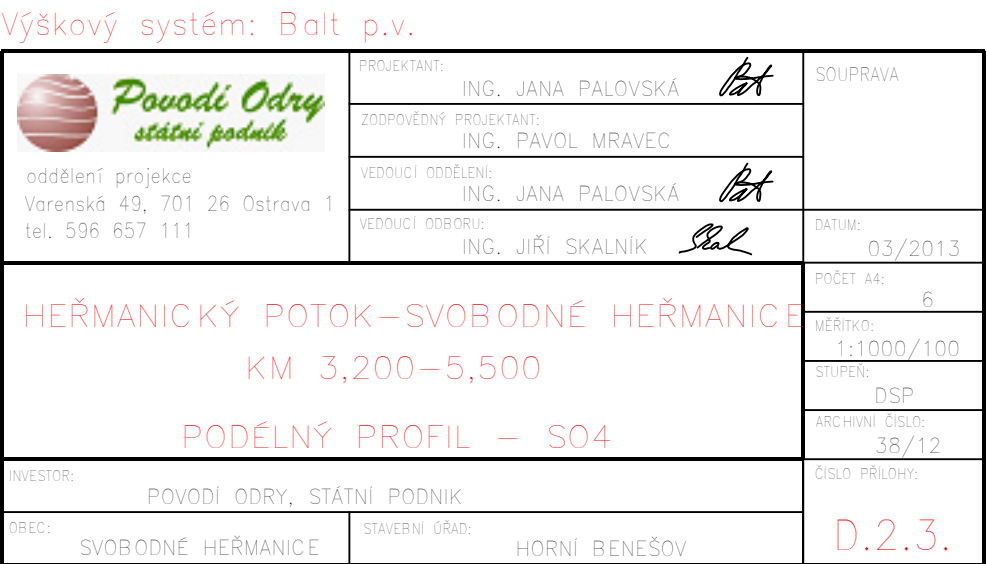 Výškový systém: Balt p.v.
Povodí Odry
státní podnik
oddělení projekce
Varenská 49, 701 26 Ostrava 1
tel. 596 657 111
PROJEKTANT:
ING. JANA PALOVSKÁ
ZODPOVĚDNÝ PROJEKTANT:
ING. PAVOL MRAVEC
VEDOUCÍ ODDĚLENÍ:
ING. JANA PALOVSKÁ
VEDOUCÍ ODBORU:
ING. JIŘÍ SKALNÍK
SOUPRAVA
DATUM:
03/2013
HEŘMANICKÝ POTOK–SVOBODNÉ HEŘMANICE
KM 3,200–5,500
PODÉLNÝ PROFIL – SO4
POČET A4:
6
MĚŘÍTKO:
1:1000/100
STUPEŇ:
DSP
ARCHIVNÍ ČÍSLO:
38/12
INVESTOR:
POVODÍ ODRY, STÁTNÍ PODNIK
OBEC:
SVOBODNÉ HEŘMANICE
STAVEBNÍ ÚŘAD:
HORNÍ BENEŠOV
ČÍSLO PŘÍLOHY:
D.2.3.